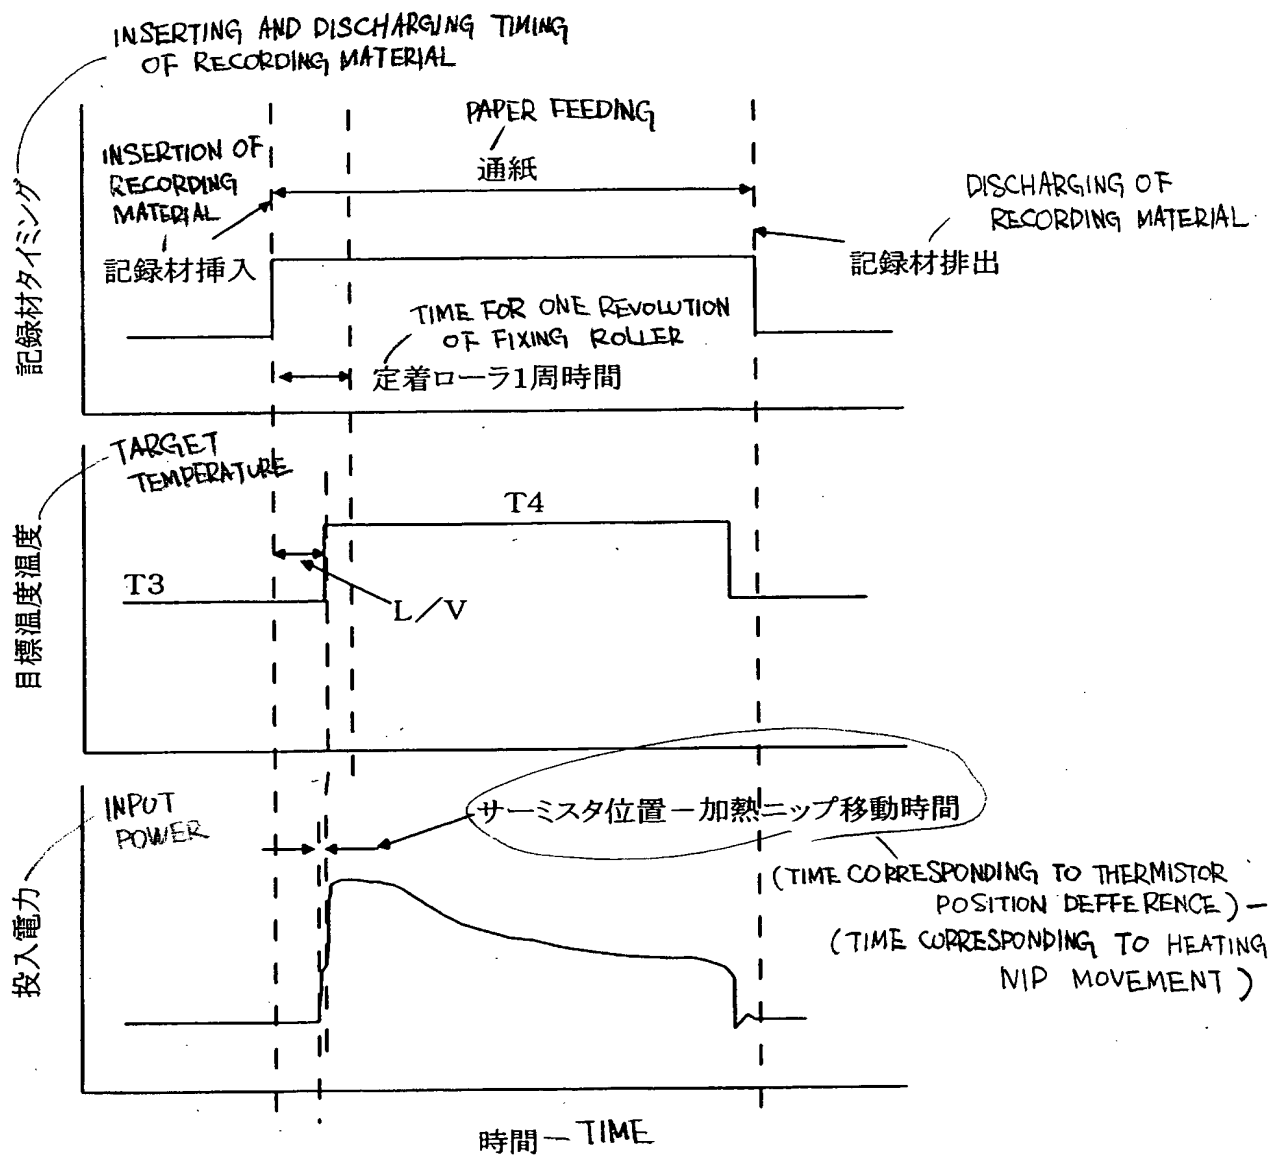 INSERTING AND DISCHARGING TIMING
OF RECORDING MATERIAL
記録材タイミング
PAPER FEEDING
通紙
INSERTION OF
RECORDING
MATERIAL
記録材挿入
DISCHARGING OF
RECORDING MATERIAL
記録材排出
TIME FOR ONE REVOLUTION
OF FIXING ROLLER
定着ローラ1周時間
TARGET
TEMPERATURE
目標温度温度
T3
T4
L／V
INPUT
POWER
投入電力
サーミスタ位置－加熱ニップ移動時間
(TIME CORRESPONDING TO THERMISTOR
POSITION DEFFERENCE) —
(TIME CORRESPONDING TO HEATING
NIP MOVEMENT)
時間 — TIME